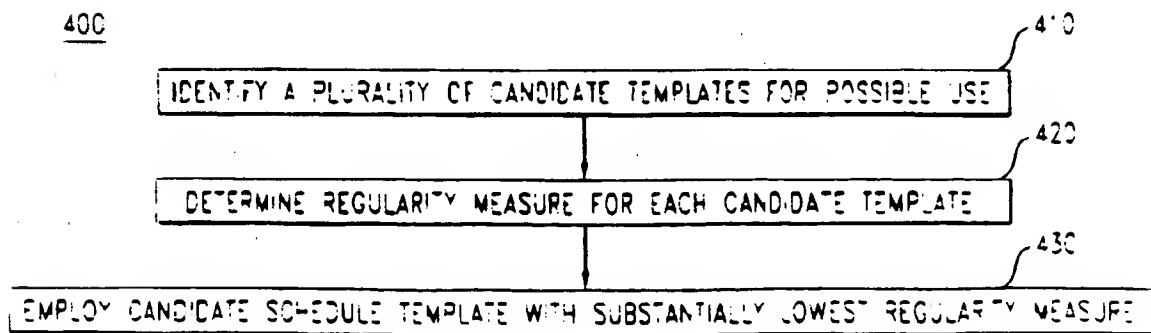 400
410
IDENTIFY A PLURALITY OF CANDIDATE TEMPLATES FOR POSSIBLE USE
420
DETERMINE REGULARITY MEASURE FOR EACH CANDIDATE TEMPLATE
430
EMPLOY CANDIDATE SCHEDULE TEMPLATE WITH SUBSTANTIALLY LOWEST REGULARITY MEASURE